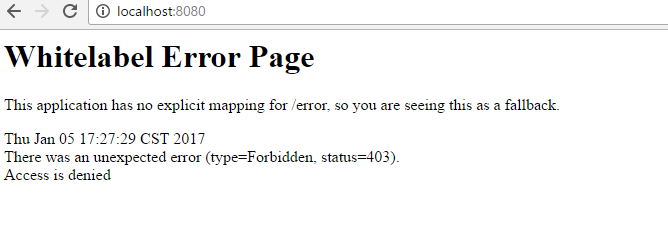 localhost:8080
Whitelabel Error Page
This application has no explicit mapping for /error, so you are seeing this as a fallback.
Thu Jan 05 17:27:29 CST 2017
There was an unexpected error (type=Forbidden, status=403).
Access is denied